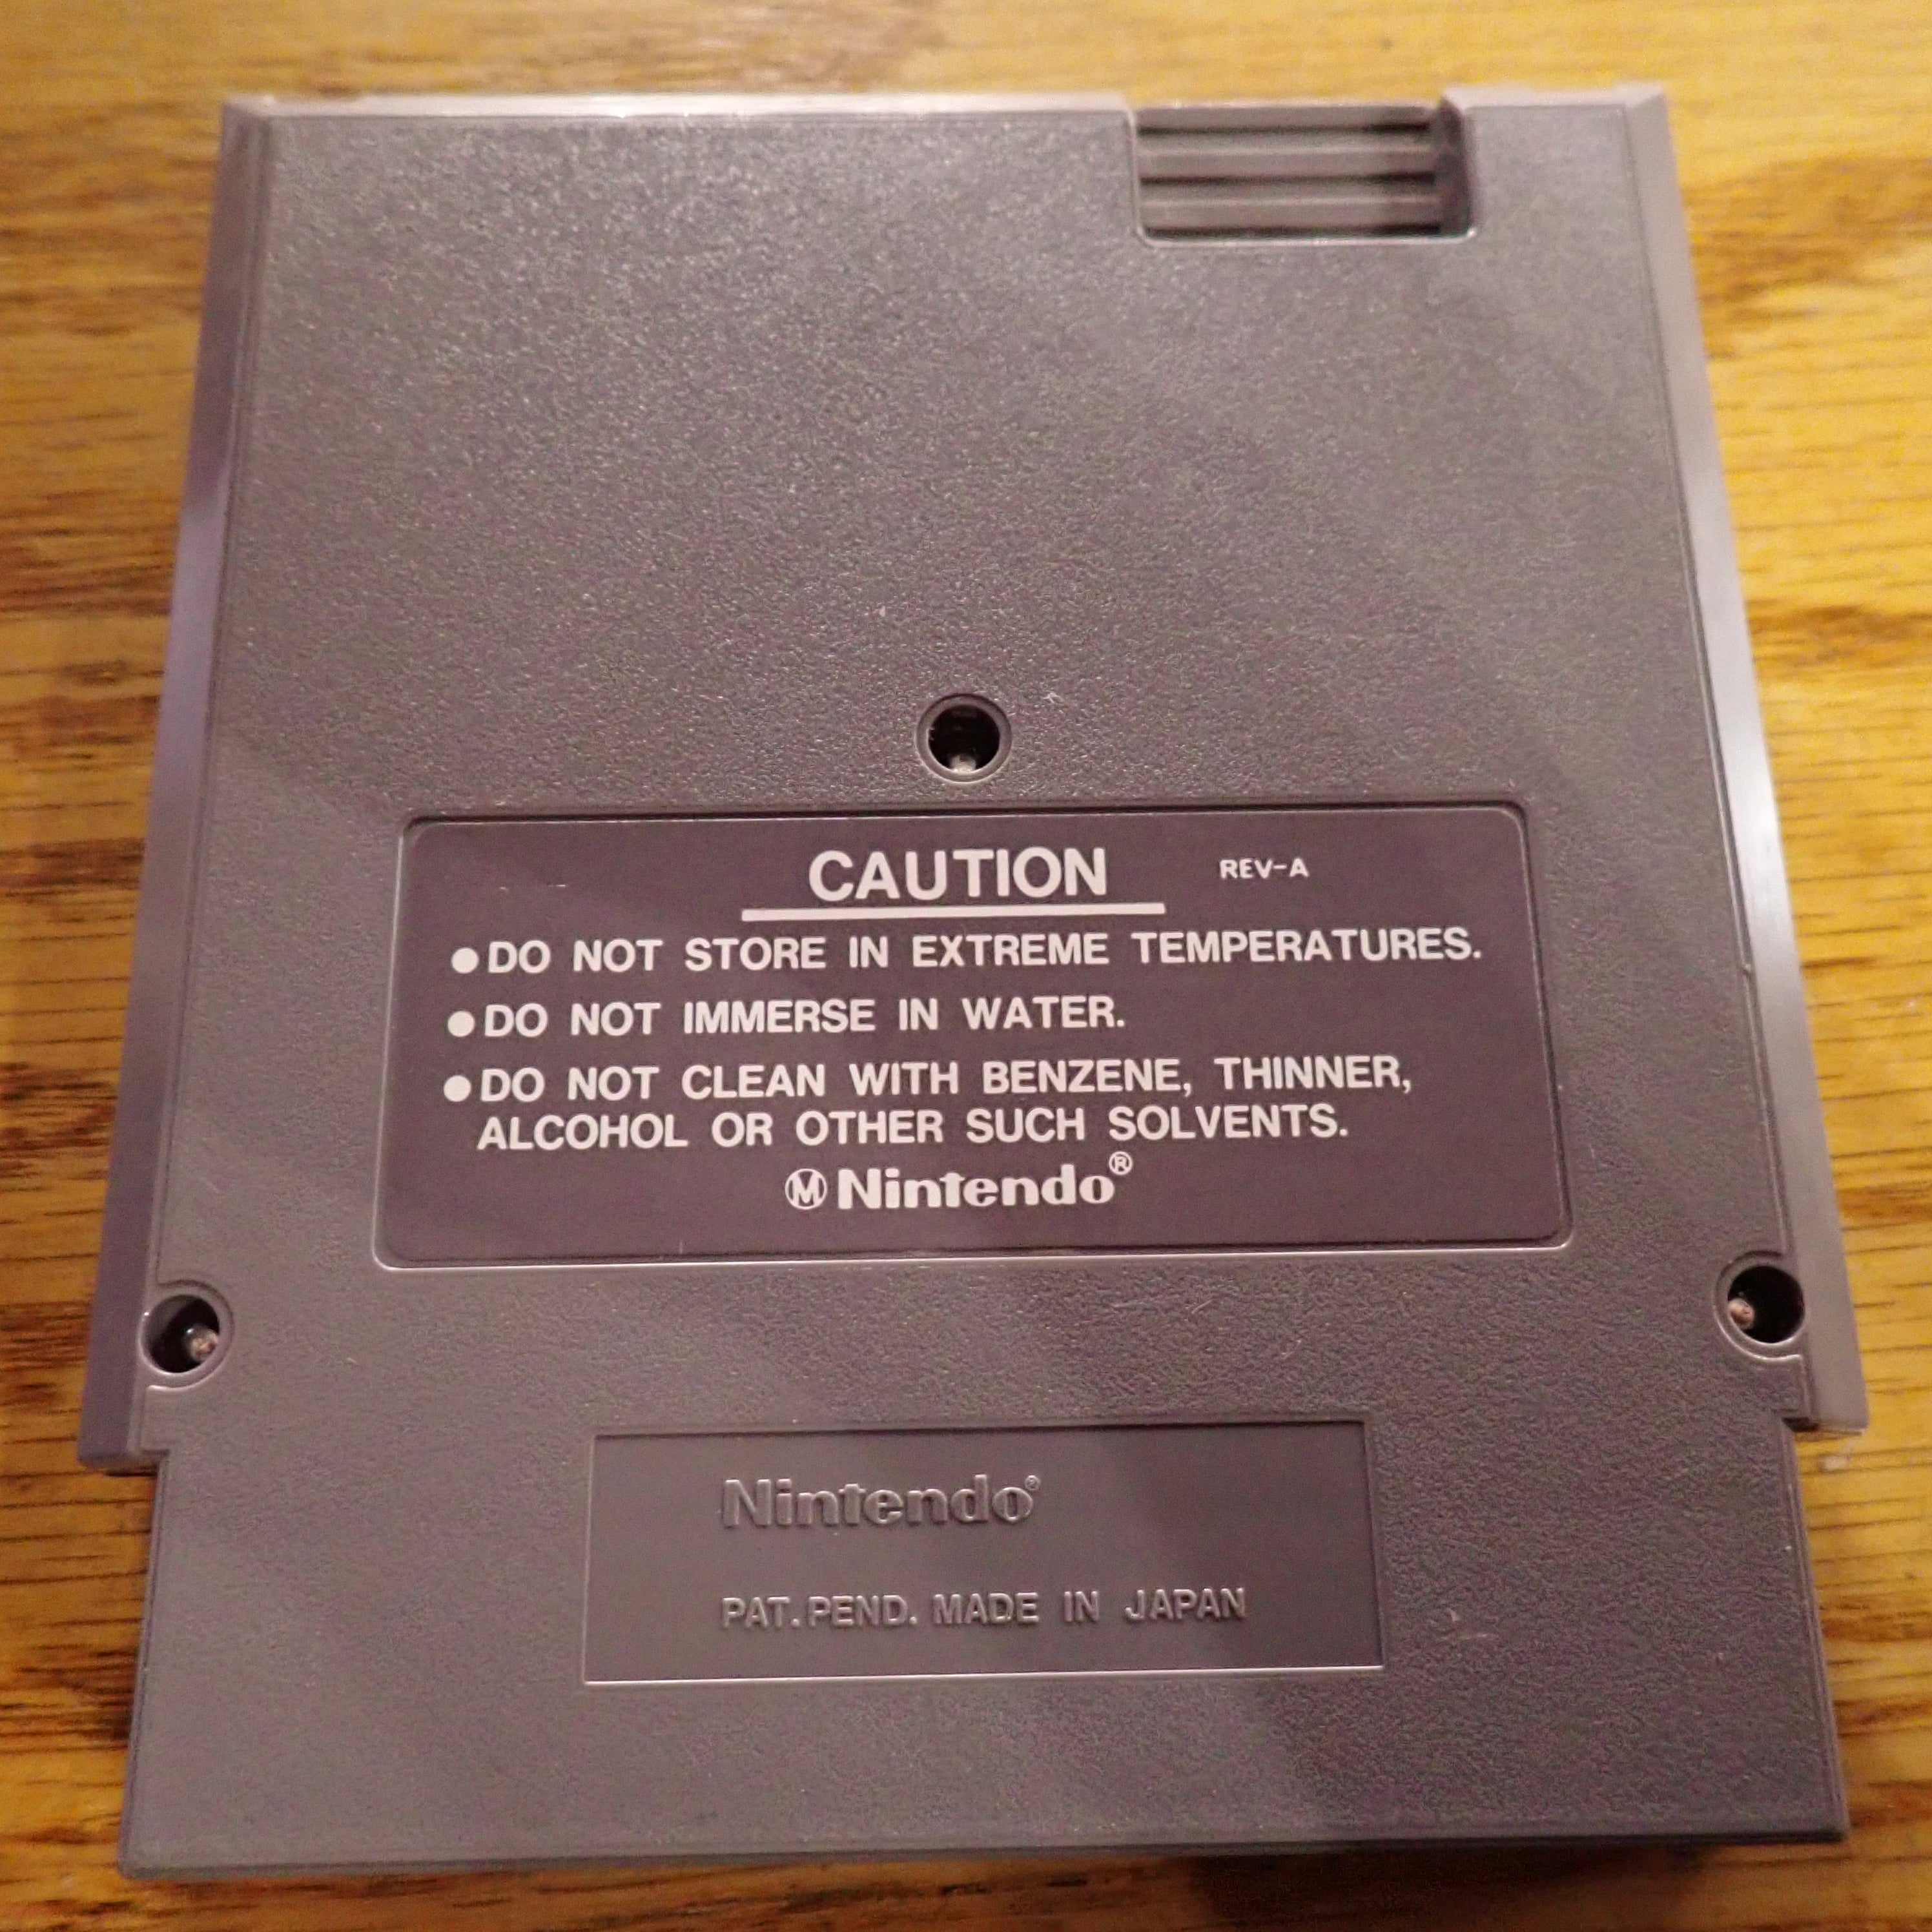 CAUTION REV-A
●DO NOT STORE IN EXTREME TEMPERATURES.
●DO NOT IMMERSE IN WATER.
●DO NOT CLEAN WITH BENZENE, THINNER,
ALCOHOL OR OTHER SUCH SOLVENTS.
Ⓜ Nintendo®
Nintendo®
PAT. PEND. MADE IN JAPAN